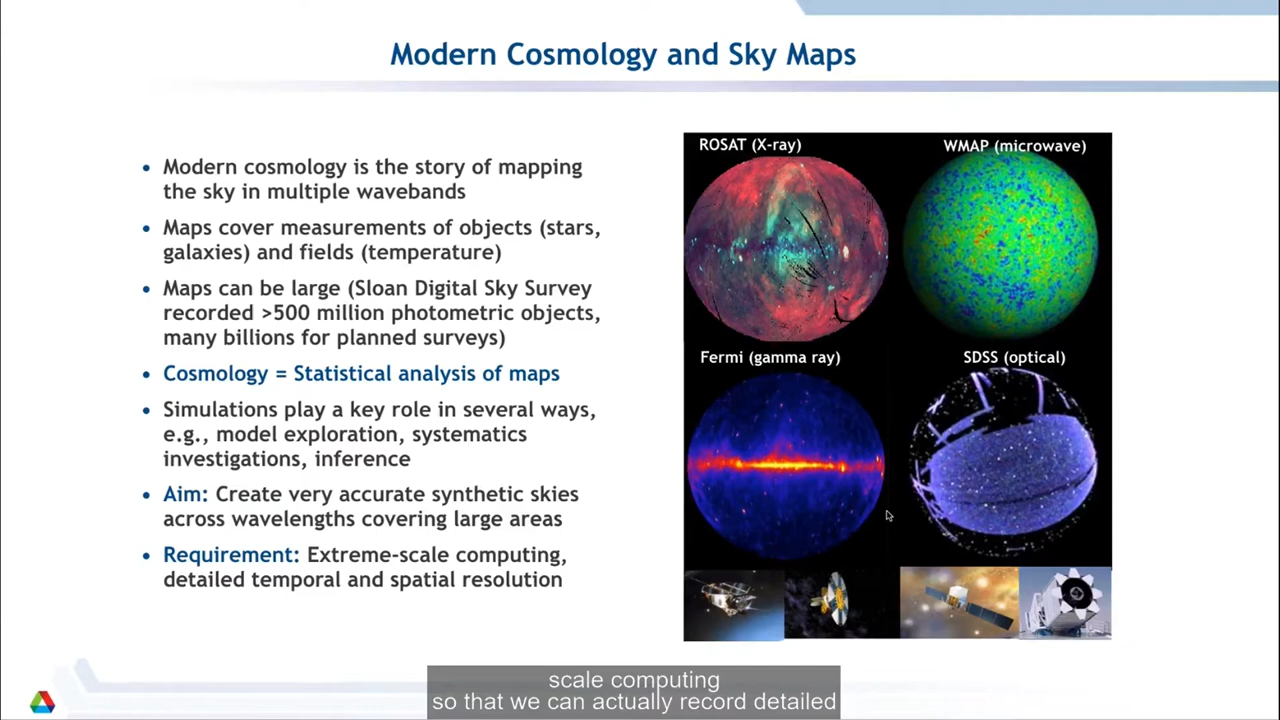 Modern Cosmology and Sky Maps
• Modern cosmology is the story of mapping
the sky in multiple wavebands
• Maps cover measurements of objects (stars,
galaxies) and fields (temperature)
• Maps can be large (Sloan Digital Sky Survey
recorded >500 million photometric objects,
many billions for planned surveys)
• Cosmology = Statistical analysis of maps
• Simulations play a key role in several ways,
e.g., model exploration, systematics
investigations, inference
• Aim: Create very accurate synthetic skies
across wavelengths covering large areas
• Requirement: Extreme-scale computing,
detailed temporal and spatial resolution
ROSAT (X-ray)
WMAP (microwave)
Fermi (gamma ray)
SDSS (optical)
scale computing
so that we can actually record detailed